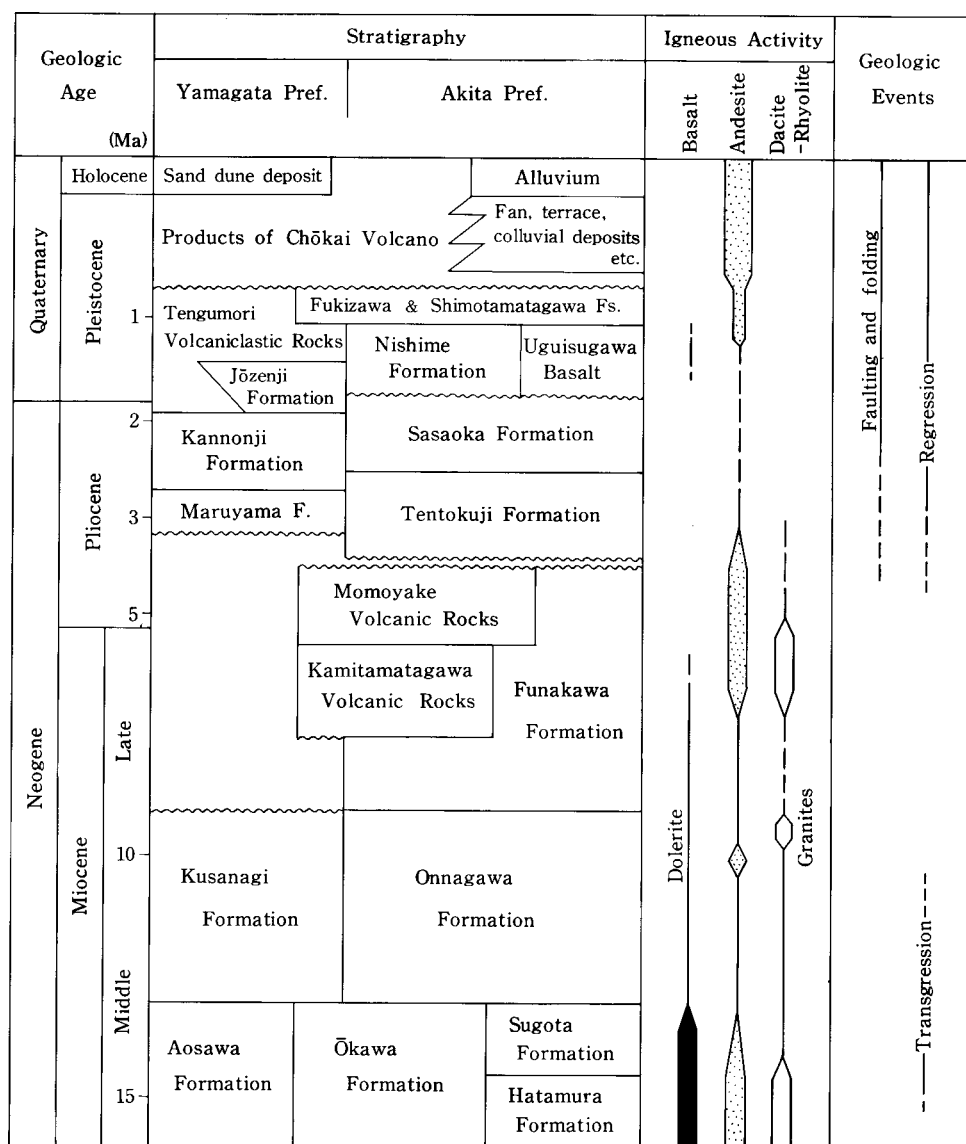 Geologic
Age
(Ma)
Stratigraphy
Yamagata Pref.
Akita Pref.
Igneous Activity
Basalt
Andesite
Dacite
-Rhyolite
Geologic
Events
Quaternary
Holocene
Pleistocene
Neogene
Pliocene
Miocene
Late
Middle
1
2
3
5
10
15
Sand dune deposit
Alluvium
Products of Chōkai Volcano
Fan, terrace,
colluvial deposits
etc.
Tengumori
Volcaniclastic Rocks
Fukizawa & Shimotamatagawa Fs.
Jōzenji
Formation
Nishime
Formation
Uguisugawa
Basalt
Kannonji
Formation
Sasaoka Formation
Maruyama F.
Tentokuji Formation
Momoyake
Volcanic Rocks
Kamitamatagawa
Volcanic Rocks
Funakawa
Formation
Kusanagi
Formation
Onnagawa
Formation
Aosawa
Formation
Ōkawa
Formation
Sugota
Formation
Hatamura
Formation
Dolerite
Granites
Faulting and folding
Regression
Transgression